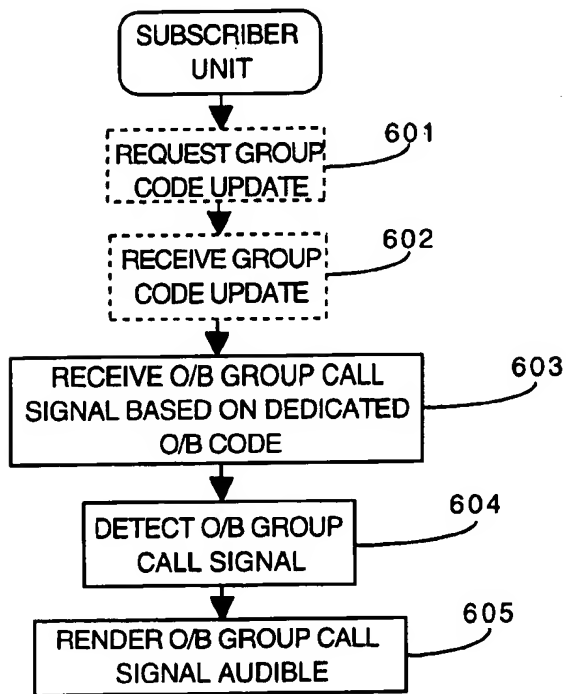 SUBSCRIBER
UNIT
601
REQUEST GROUP
CODE UPDATE
602
RECEIVE GROUP
CODE UPDATE
603
RECEIVE O/B GROUP CALL
SIGNAL BASED ON DEDICATED
O/B CODE
604
DETECT O/B GROUP
CALL SIGNAL
605
RENDER O/B GROUP CALL
SIGNAL AUDIBLE